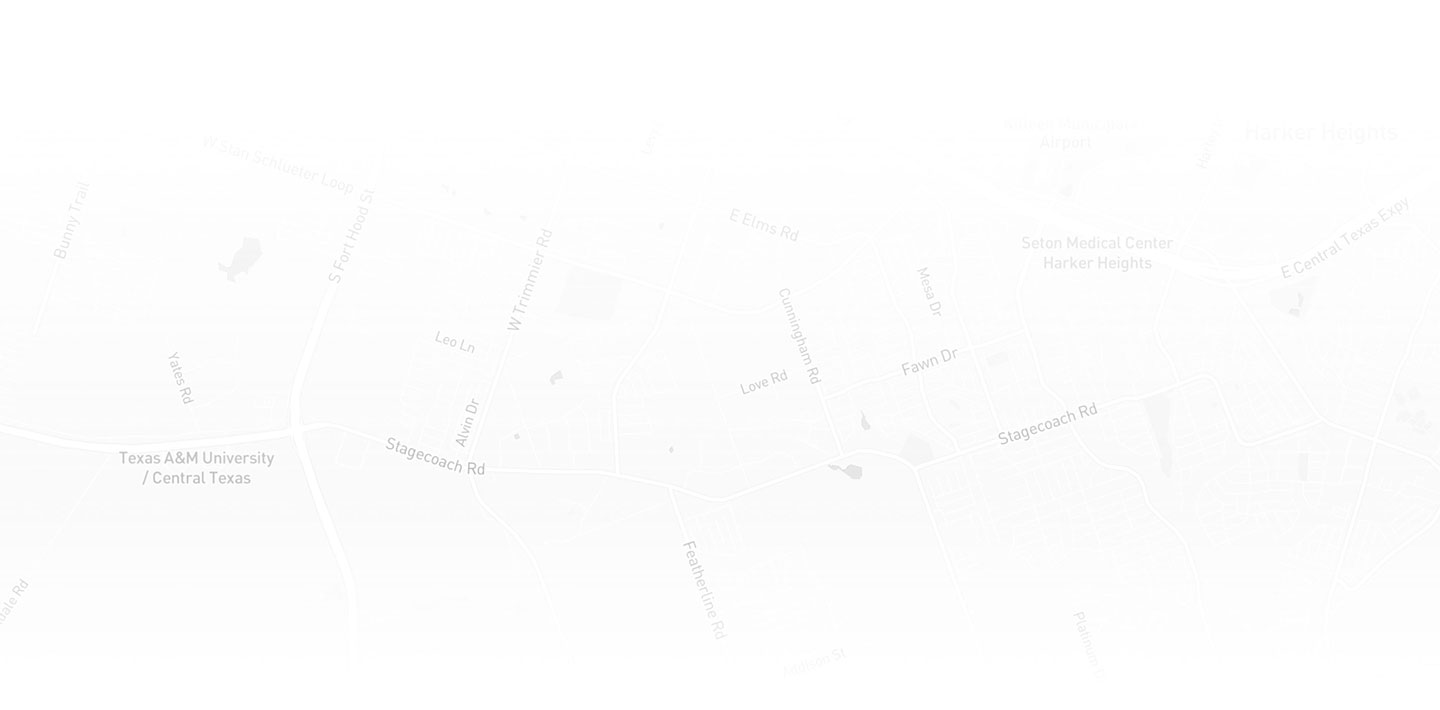 Harker Heights
Airport
W Stan Schlueter Loop
Bunny Trail
S Fort Hood St
W Trimmier Rd
E Elms Rd
Seton Medical Center
Harker Heights
E Central Texas Expy
Mesa Dr
Cunningham Rd
Leo Ln
Yates Rd
Fawn Dr
Love Rd
Alvin Dr
Stagecoach Rd
Stagecoach Rd
Texas A&M University
/ Central Texas
Featherline Rd